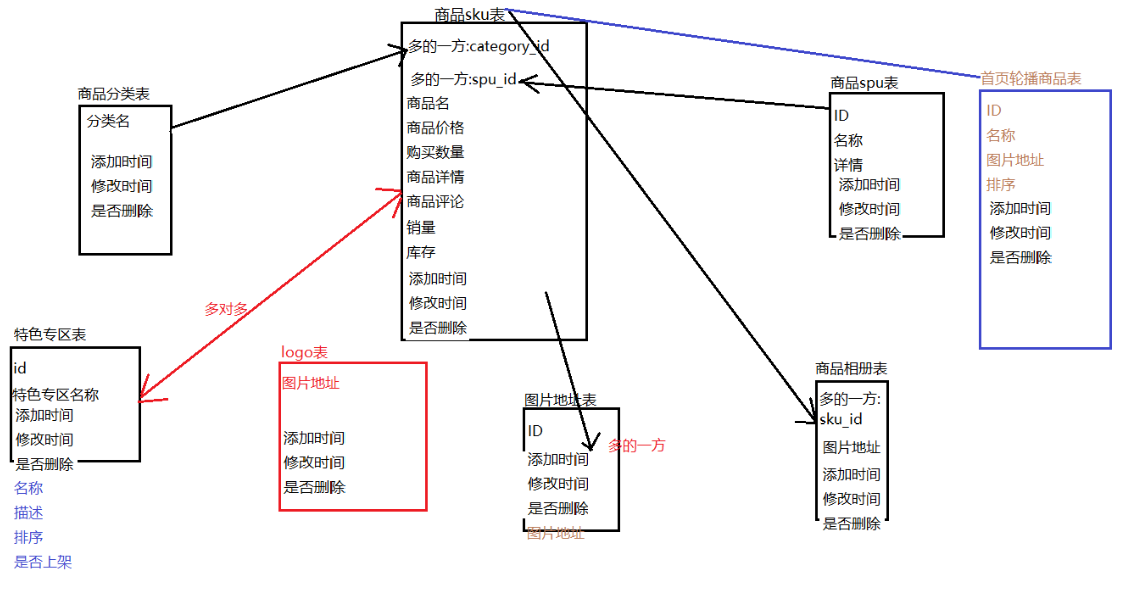 商品sku表
多的一方:category_id
多的一方:spu_id
商品名
商品价格
购买数量
商品详情
商品评论
销量
库存
添加时间
修改时间
是否删除
商品分类表
分类名
添加时间
修改时间
是否删除
商品spu表
ID
名称
详情
添加时间
修改时间
是否删除
首页轮播商品表
ID
名称
图片地址
排序
添加时间
修改时间
是否删除
多对多
特色专区表
id
特色专区名称
添加时间
修改时间
是否删除
名称
描述
排序
是否上架
logo表
图片地址
添加时间
修改时间
是否删除
图片地址表
ID
添加时间
修改时间
是否删除
图片地址
多的一方
商品相册表
多的一方:
sku_id
图片地址
添加时间
修改时间
是否删除